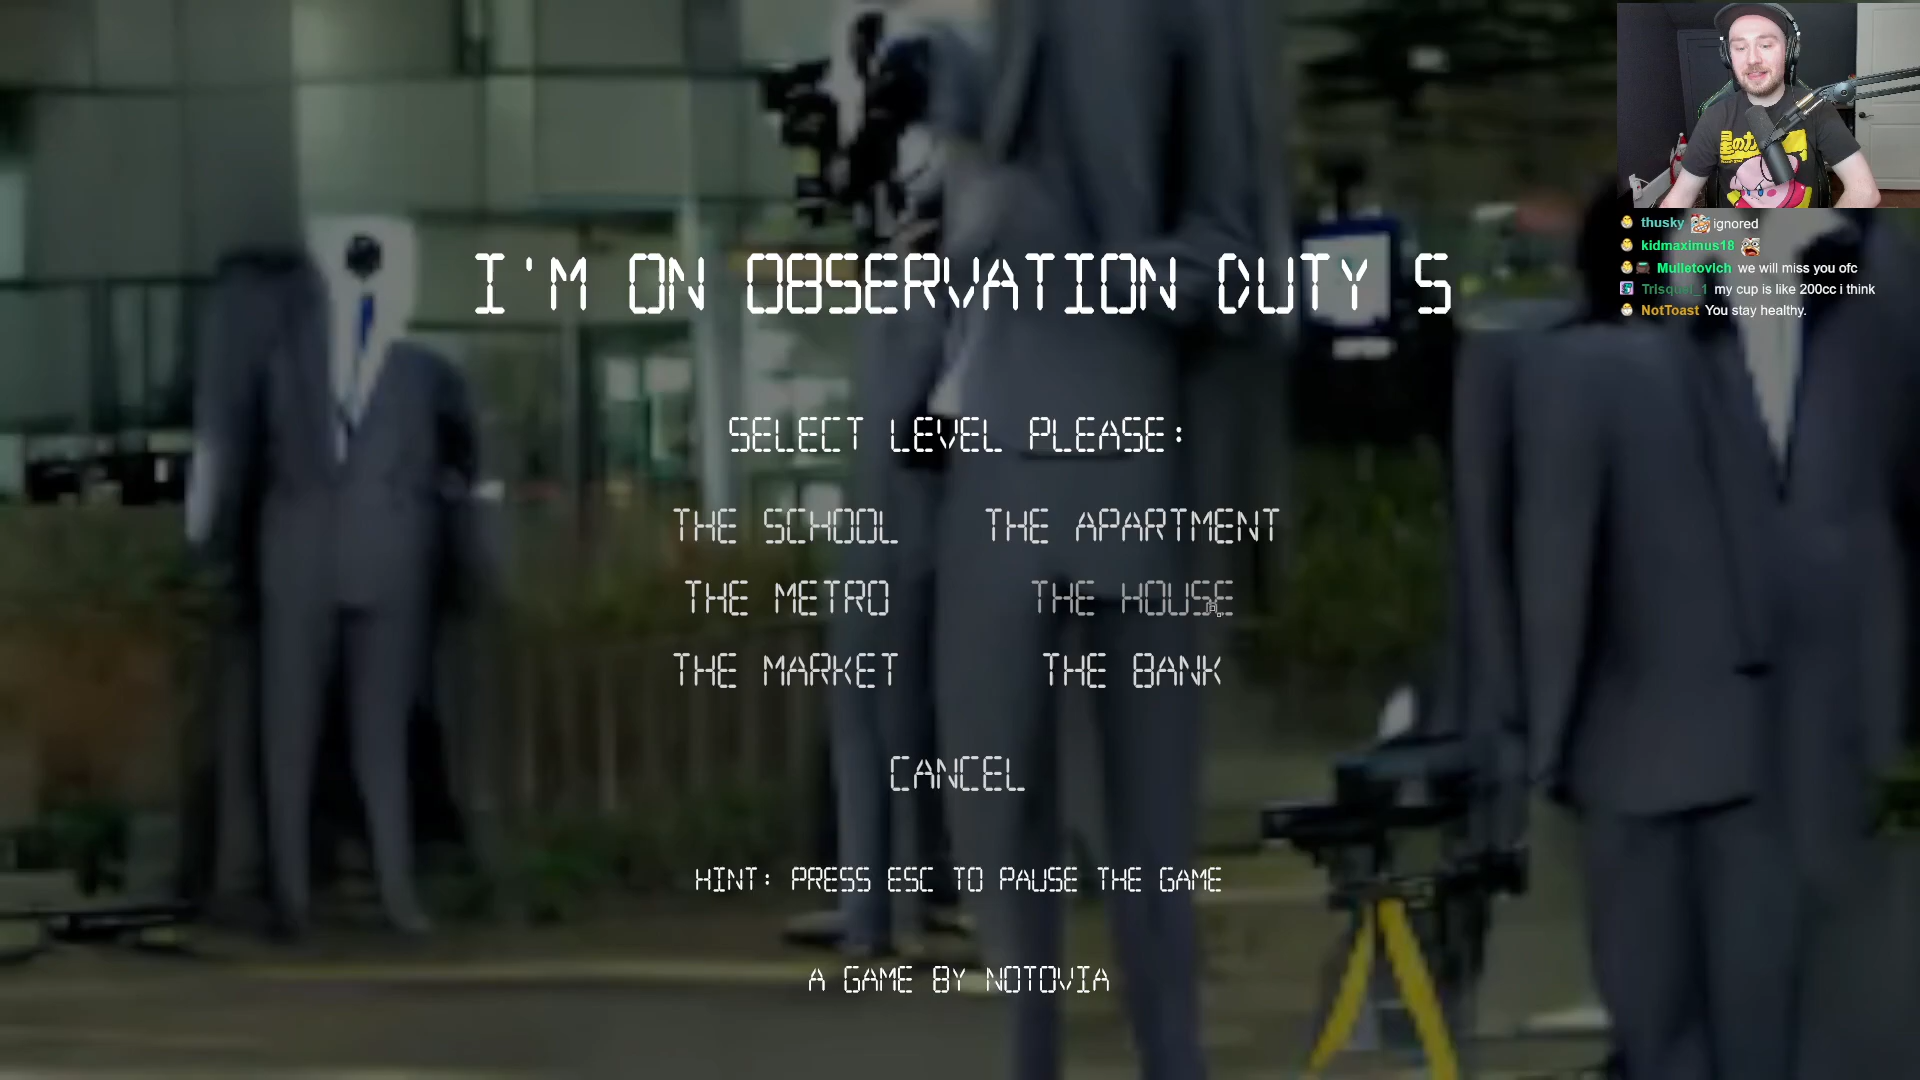 I'M ON OBSERVATION DUTY 5
SELECT LEVEL PLEASE:
THE SCHOOL THE APARTMENT
THE METRO THE HOUSE
THE MARKET THE BANK
CANCEL
HINT: PRESS ESC TO PAUSE THE GAME
A GAME BY NOTOVIA
thusky ignored
kidmaximus18
Mulletovich we will miss you ofc
Trisquel_1 my cup is like 200cc i think
NotToast You stay healthy.